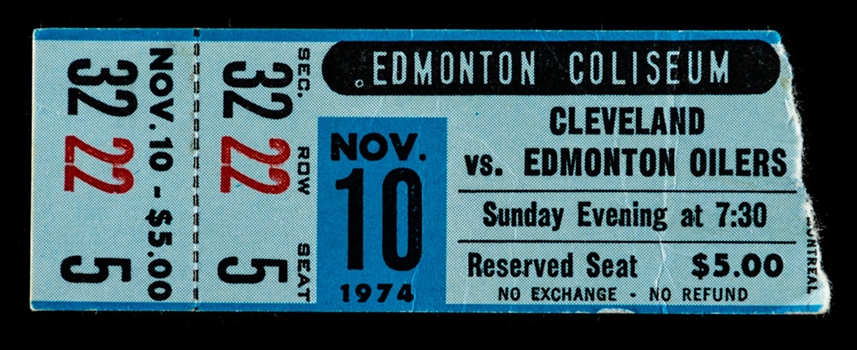 NOV. 10 - $5.00
32 22 5
SEC. ROW SEAT
32 22 5
EDMONTON COLISEUM
NOV.
10
1974
CLEVELAND
vs. EDMONTON OILERS
Sunday Evening at 7:30
Reserved Seat $5.00
NO EXCHANGE • NO REFUND